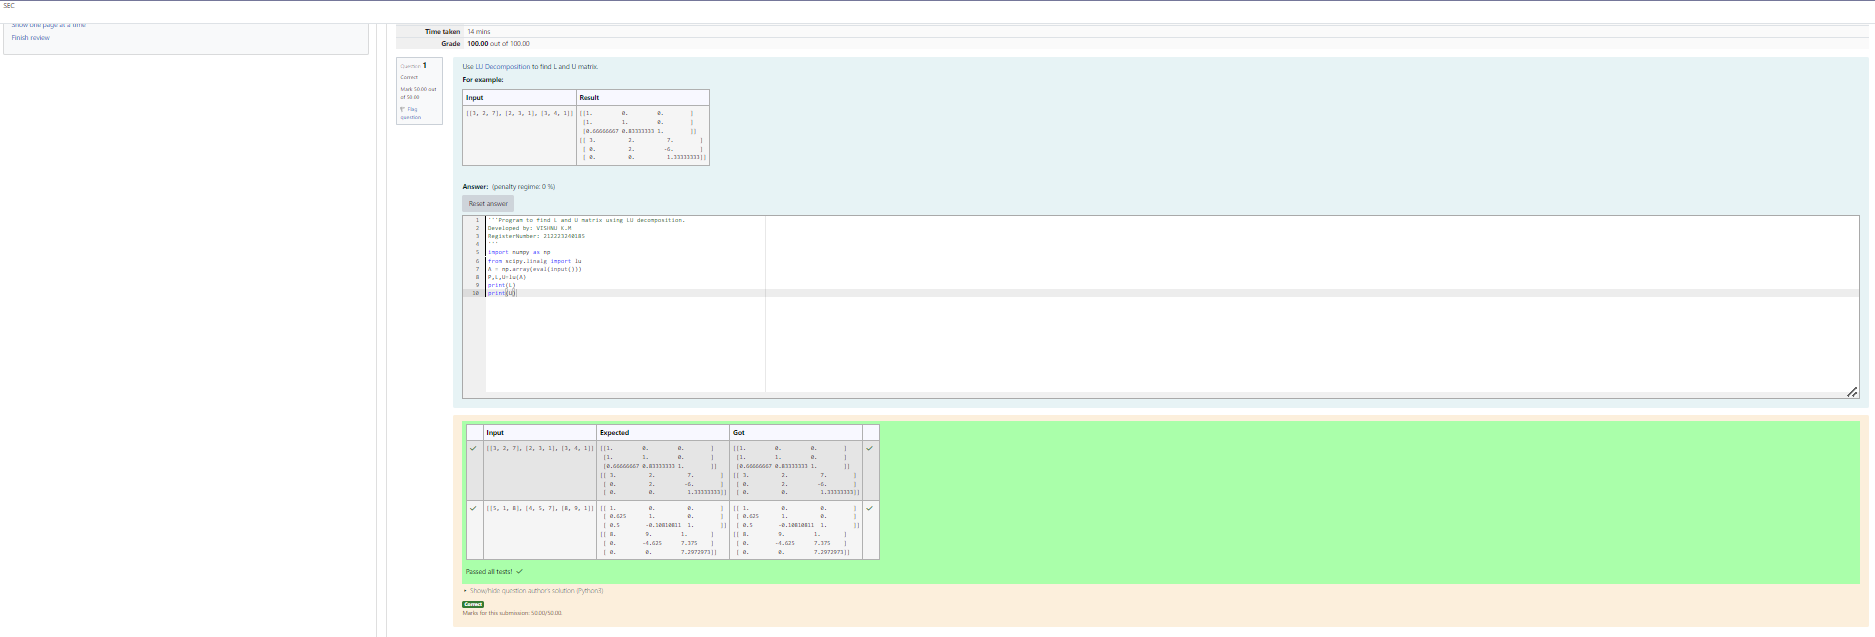 SEC
Show one page at a time
Finish review
Time taken 14 mins
Grade 100.00 out of 100.00
Question 1
Correct
Mark 50.00 out
of 50.00
Flag
question
Use LU Decomposition to find L and U matrix.
For example:
Input Result
[[3, 2, 7], [2, 3, 1], [3, 4, 1]] [[1. 0. 0. ]
[1. 1. 0. ]
[0.66666667 0.83333333 1. ]]
[[ 3. 2. 7. ]
[ 0. 2. -6. ]
[ 0. 0. 1.33333333]]
Answer: (penalty regime: 0 %)
Reset answer
1 '''Program to find L and U matrix using LU decomposition.
2 Developed by: VISHNU K.M
3 RegisterNumber: 212223240185
4 '''
5 import numpy as np
6 from scipy.linalg import lu
7 A = np.array(eval(input()))
8 P,L,U=lu(A)
9 print(L)
10 print(U)
Input Expected Got
[[3, 2, 7], [2, 3, 1], [3, 4, 1]] [[1. 0. 0. ] [[1. 0. 0. ]
[1. 1. 0. ] [1. 1. 0. ]
[0.66666667 0.83333333 1. ]] [0.66666667 0.83333333 1. ]]
[[ 3. 2. 7. ] [[ 3. 2. 7. ]
[ 0. 2. -6. ] [ 0. 2. -6. ]
[ 0. 0. 1.33333333]] [ 0. 0. 1.33333333]]
[[5, 1, 8], [4, 5, 7], [8, 9, 1]] [[ 1. 0. 0. ] [[ 1. 0. 0. ]
[ 0.625 1. 0. ] [ 0.625 1. 0. ]
[ 0.5 -0.10810811 1. ]] [ 0.5 -0.10810811 1. ]]
[[ 8. 9. 1. ] [[ 8. 9. 1. ]
[ 0. -4.625 7.375 ] [ 0. -4.625 7.375 ]
[ 0. 0. 7.2972973]] [ 0. 0. 7.2972973]]
Passed all tests!
Show/hide question author's solution (Python3)
Correct
Marks for this submission: 50.00/50.00.